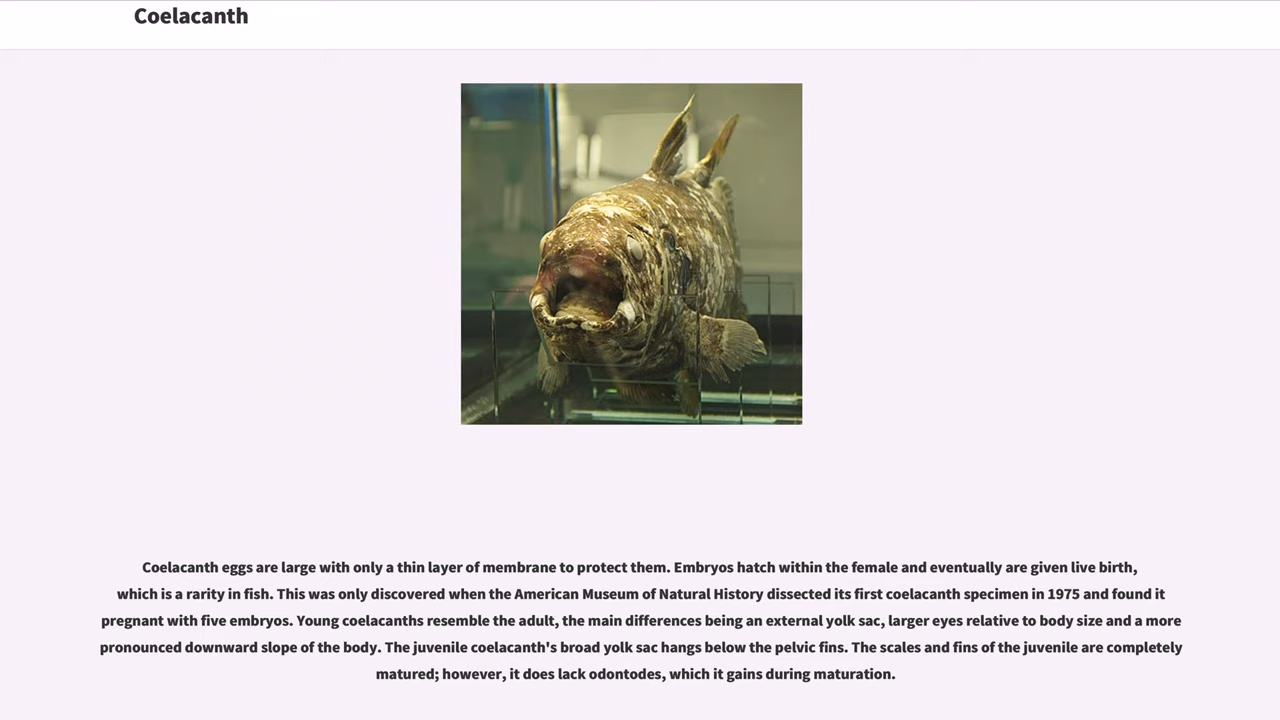 Coelacanth
Coelacanth eggs are large with only a thin layer of membrane to protect them. Embryos hatch within the female and eventually are given live birth,
which is a rarity in fish. This was only discovered when the American Museum of Natural History dissected its first coelacanth specimen in 1975 and found it
pregnant with five embryos. Young coelacanths resemble the adult, the main differences being an external yolk sac, larger eyes relative to body size and a more
pronounced downward slope of the body. The juvenile coelacanth's broad yolk sac hangs below the pelvic fins. The scales and fins of the juvenile are completely
matured; however, it does lack odontodes, which it gains during maturation.